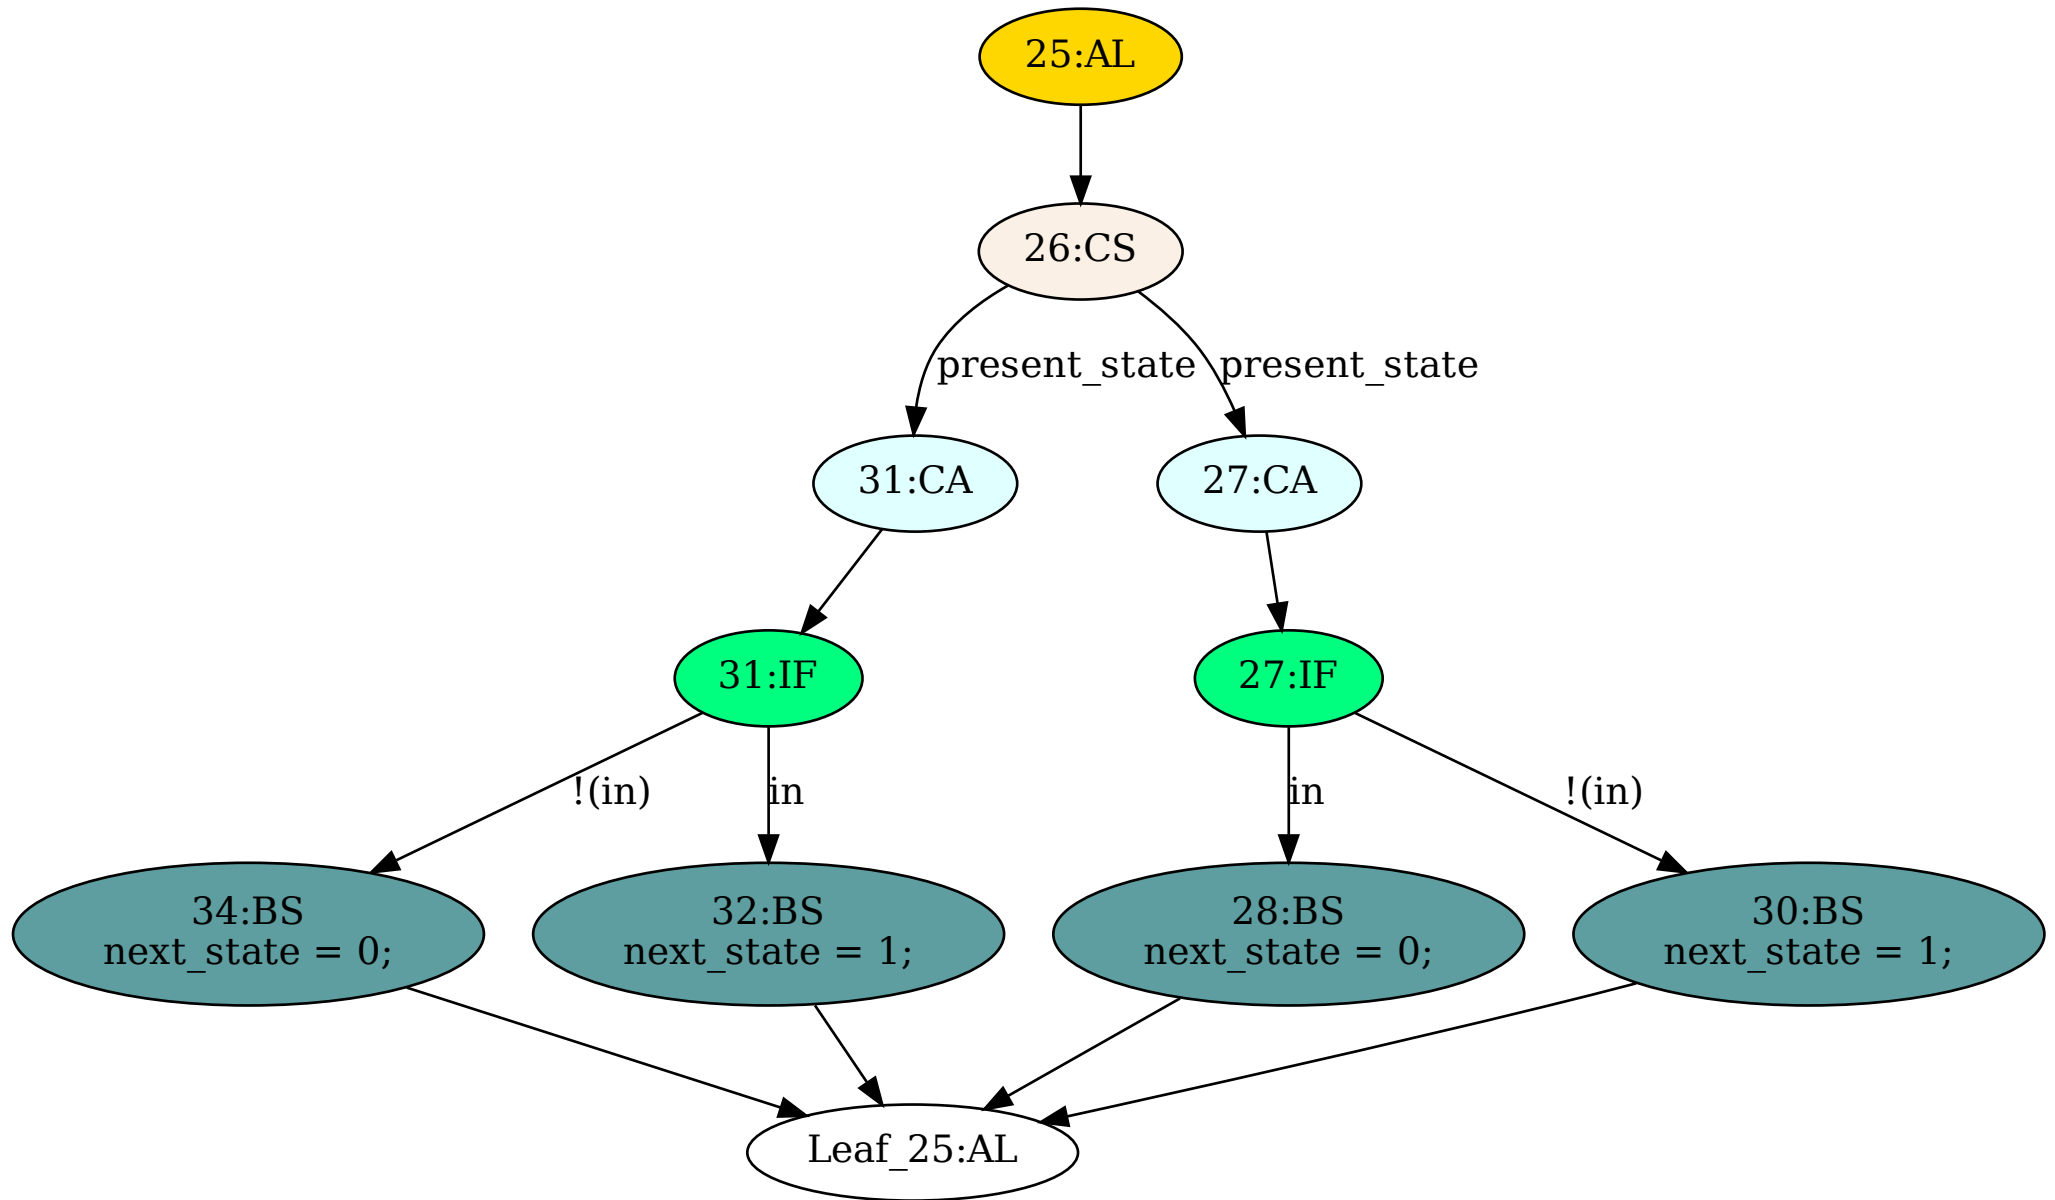 25:AL
26:CS
present_state
present_state
31:CA
27:CA
31:IF
27:IF
!(in)
in
in
!(in)
34:BS
next_state = 0;
32:BS
next_state = 1;
28:BS
next_state = 0;
30:BS
next_state = 1;
Leaf_25:AL